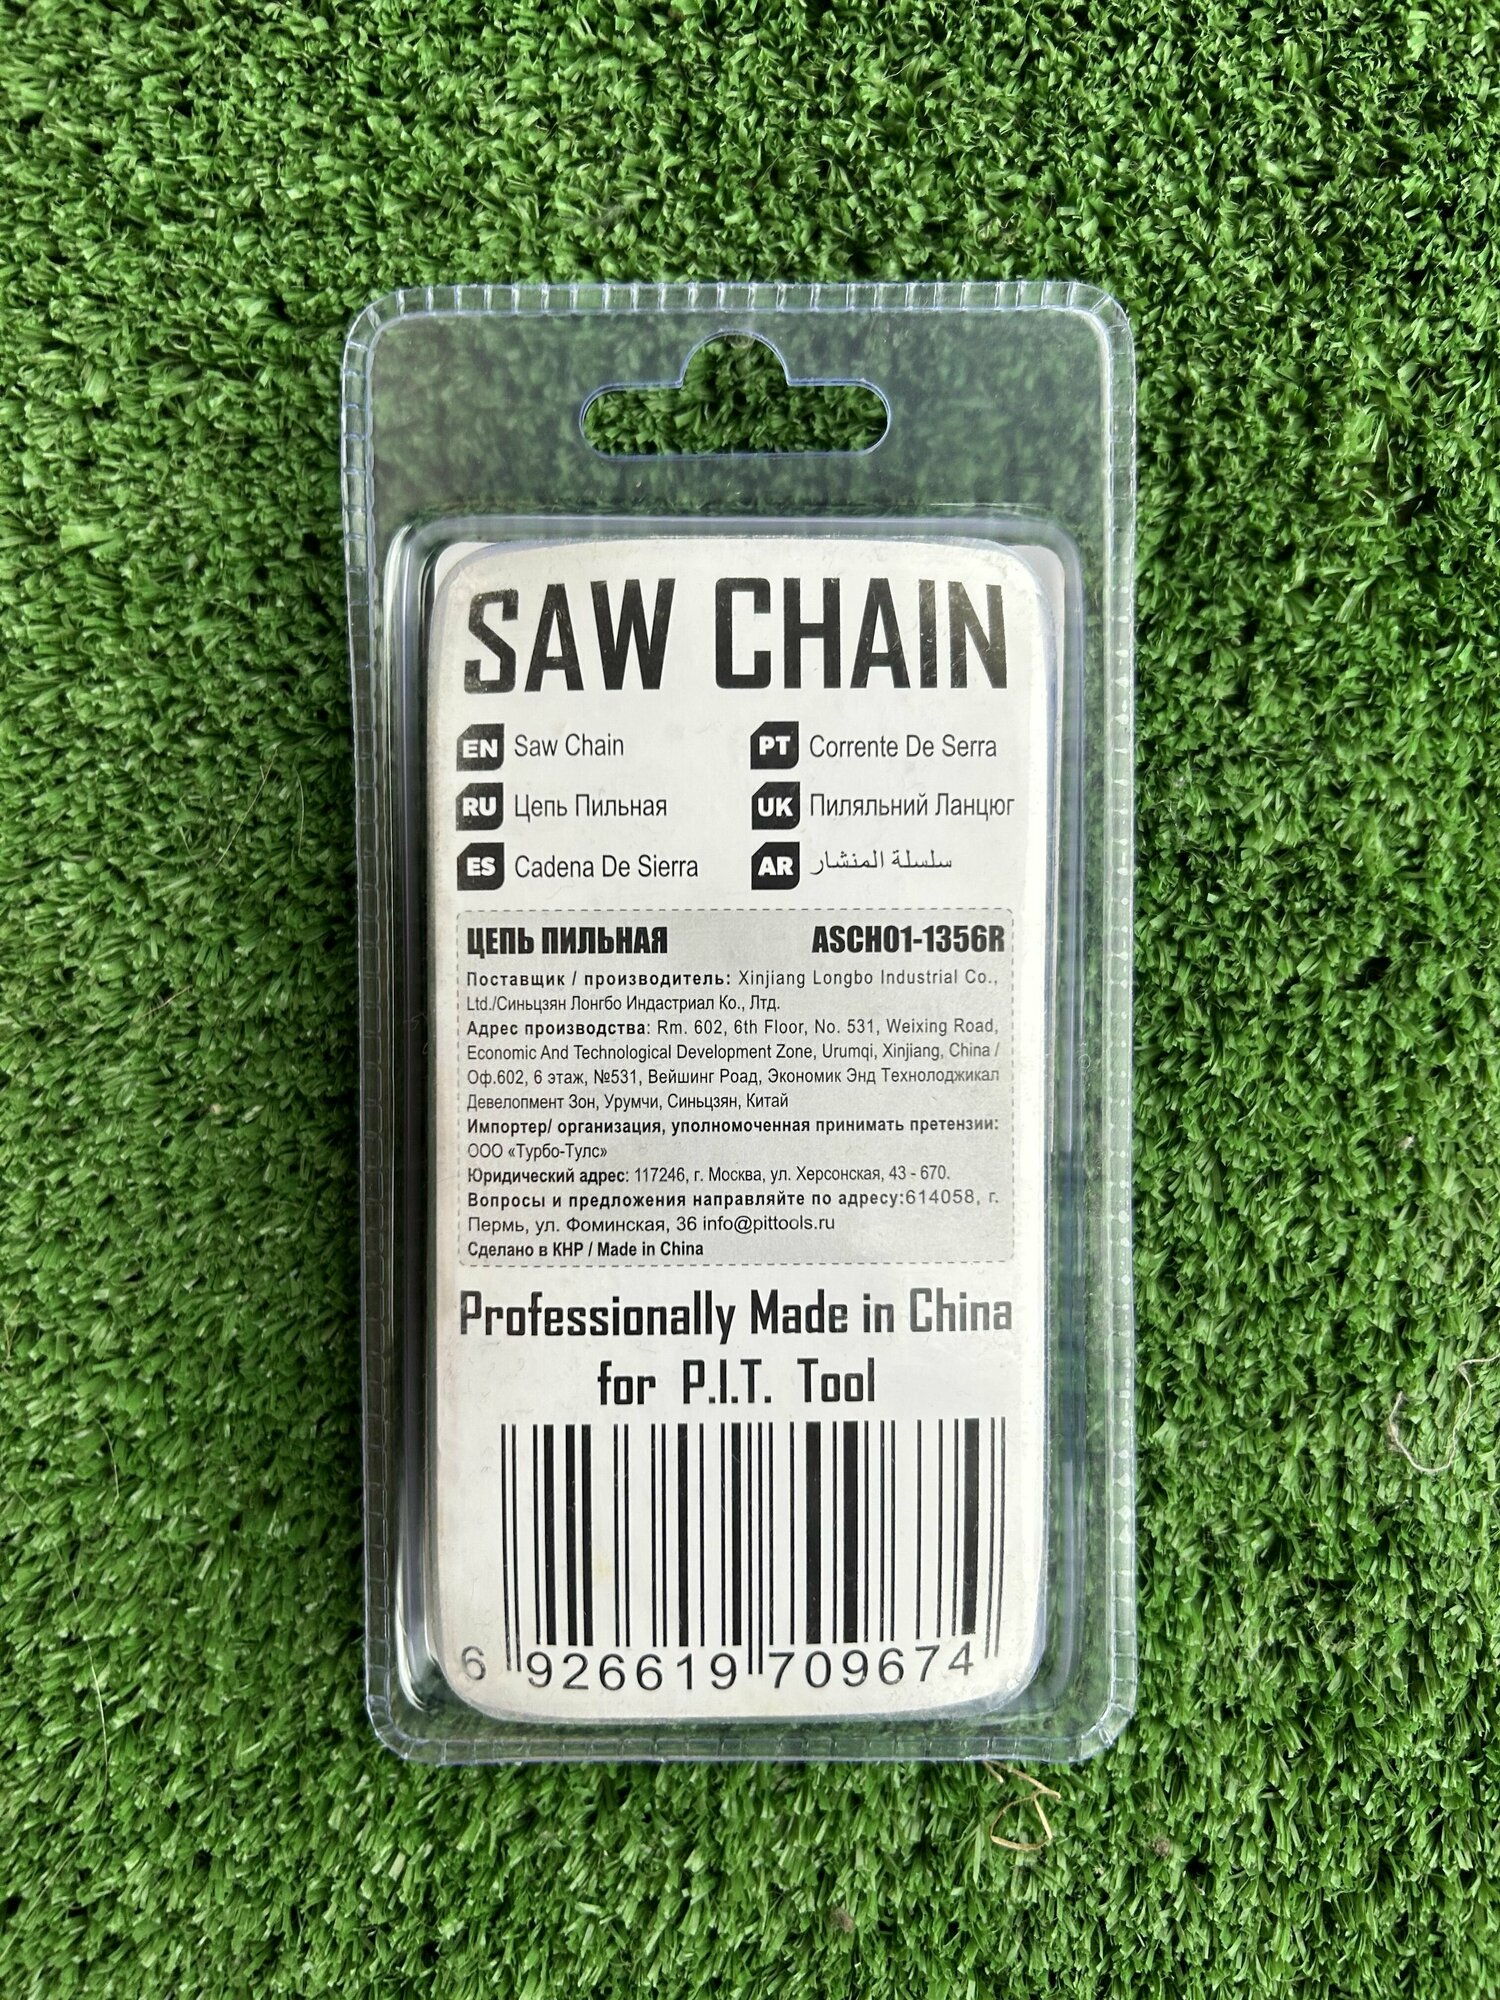 SAW CHAIN
EN Saw Chain
RU Цепь Пильная
ES Cadena De Sierra
PT Corrente De Serra
UK Пиляльний Ланцюг
AR سلسلة المنشار
ЦЕПЬ ПИЛЬНАЯ ASCH01-1356R
Поставщик / производитель: Xinjiang Longbo Industrial Co.,
Ltd./Синьцзян Лонгбо Индастриал Ко., Лтд.
Адрес производства: Rm. 602, 6th Floor, No. 531, Weixing Road,
Economic And Technological Development Zone, Urumqi, Xinjiang, China /
Оф.602, 6 этаж, №531, Вейшинг Роад, Экономик Энд Технолоджикал
Девелопмент Зон, Урумчи, Синьцзян, Китай
Импортер/ организация, уполномоченная принимать претензии:
ООО «Турбо-Тулс»
Юридический адрес: 117246, г. Москва, ул. Херсонская, 43 - 670.
Вопросы и предложения направляйте по адресу:614058, г.
Пермь, ул. Фоминская, 36 info@pittools.ru
Сделано в КНР / Made in China
Professionally Made in China
for P.I.T. Tool
6 926619 709674